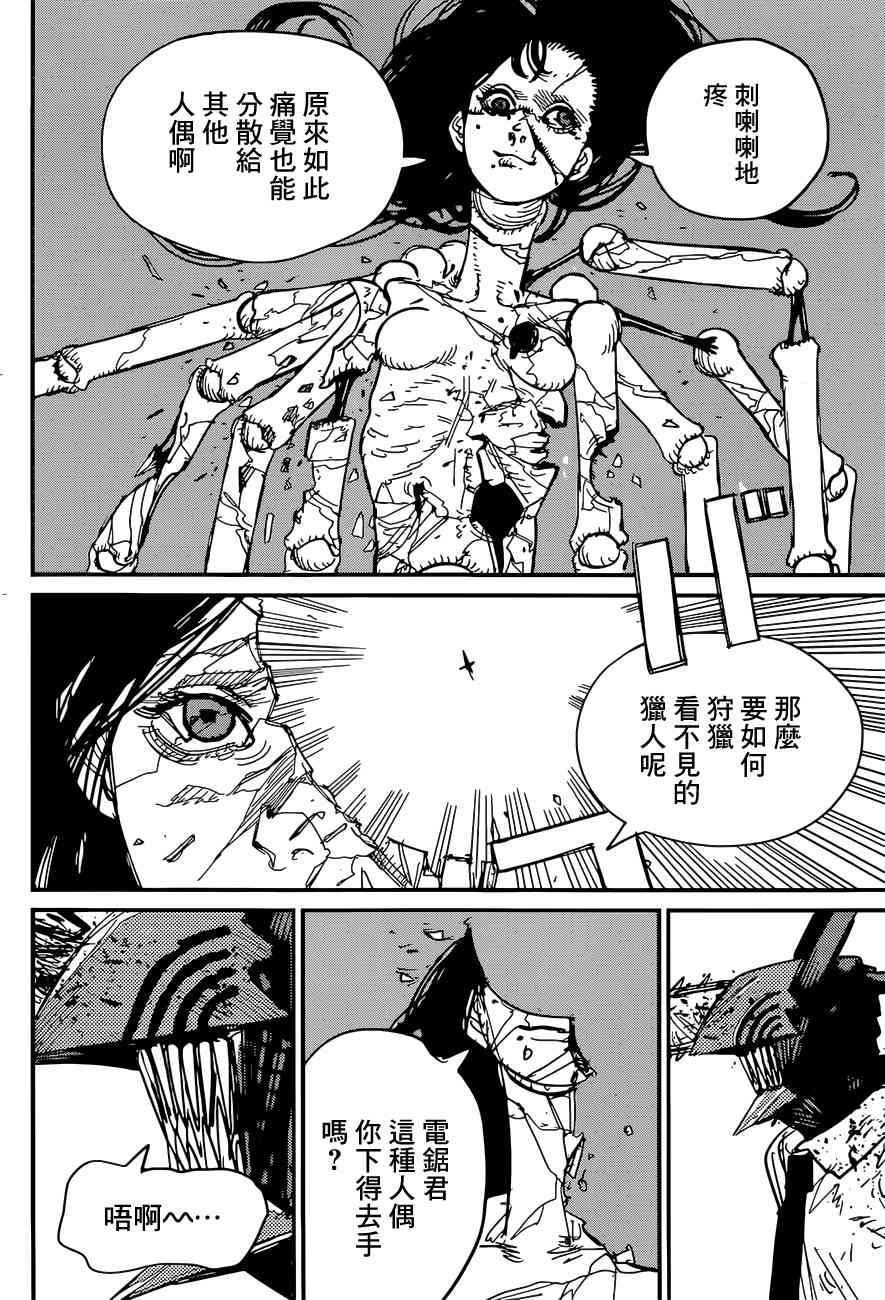 刺喇喇地
疼
原來如此
痛覺也能
分散給
其他
人偶啊
那麼
要如何
狩獵
看不見的
獵人呢
電鋸君
這種人偶
你下得去手
嗎?
唔啊~~…